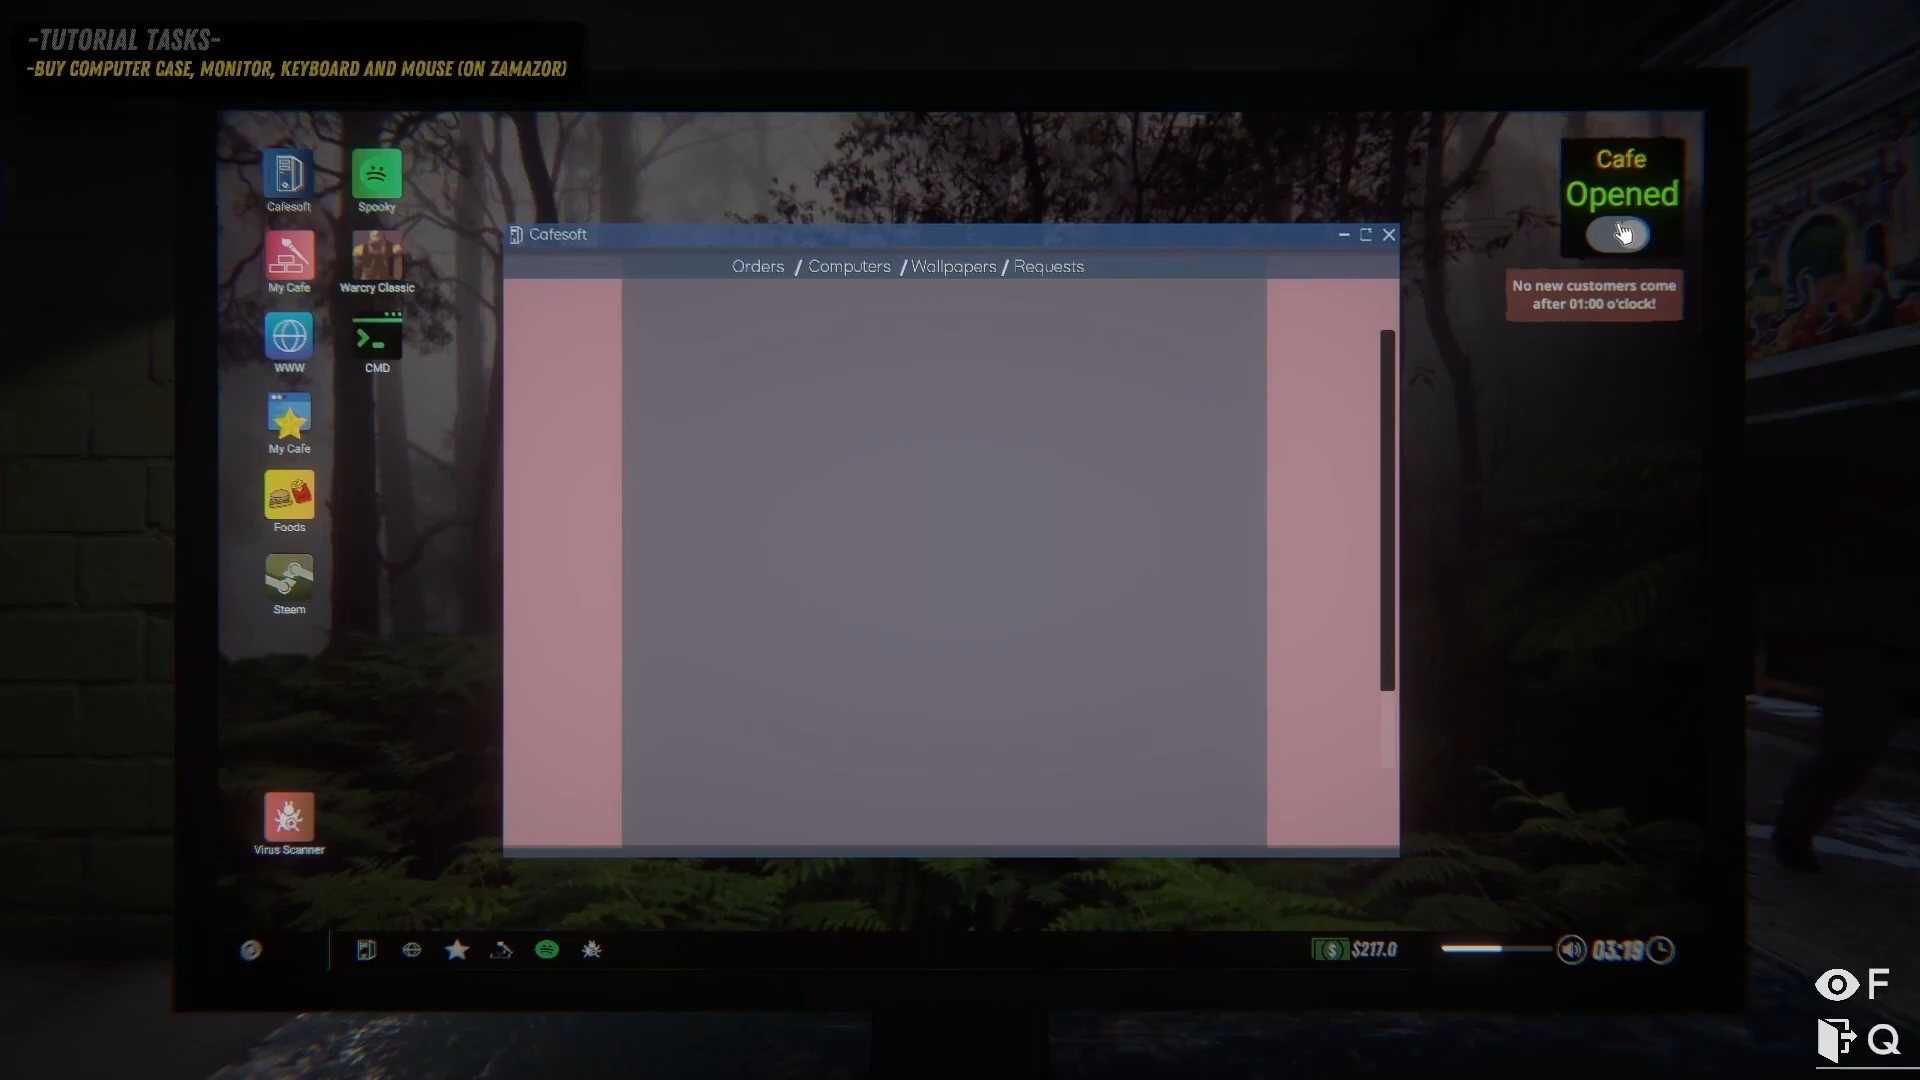 -TUTORIAL TASKS-
-BUY COMPUTER CASE, MONITOR, KEYBOARD AND MOUSE (ON ZAMAZOR)
Cafesoft
Spooky
My Cafe
Warcry Classic
WWW
CMD
My Cafe
Foods
Steem
Virus Scanner
Cafesoft
Orders / Computers / Wallpapers / Requests
Cafe
Opened
No new customers come
after 01:00 o'clock!
$217.0
03:19
F
Q